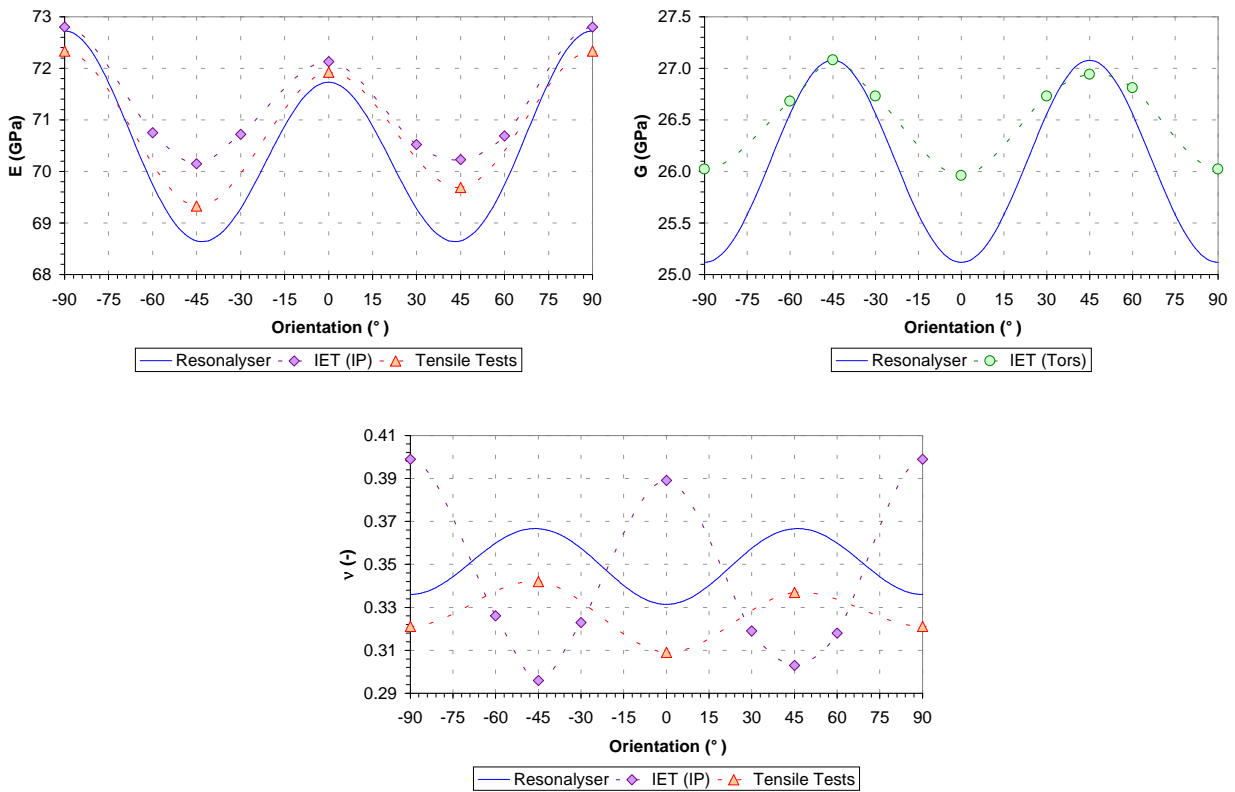 73
72
71
70
69
68
E (GPa)
-90 -75 -60 -45 -30 -15 0 15 30 45 60 75 90
Orientation (° )
Resonalyser IET (IP) Tensile Tests
27.5
27.0
26.5
26.0
25.5
25.0
G (GPa)
-90 -75 -60 -45 -30 -15 0 15 30 45 60 75 90
Orientation (° )
Resonalyser IET (Tors)
0.41
0.39
0.37
0.35
0.33
0.31
0.29
ν (-)
-90 -75 -60 -45 -30 -15 0 15 30 45 60 75 90
Orientation (° )
Resonalyser IET (IP) Tensile Tests